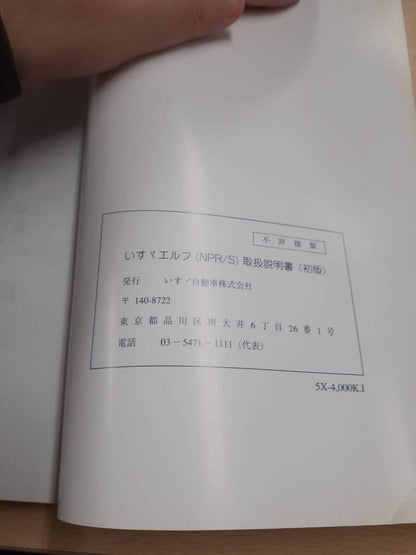 不許複製
いすゞエルフ (NPR/S) 取扱説明書 (初版)
発行 いすゞ自動車株式会社
〒 140-8722
東京都品川区南大井6丁目26番1号
電話 03-5471-1111 (代表)
5X-4,000K.I